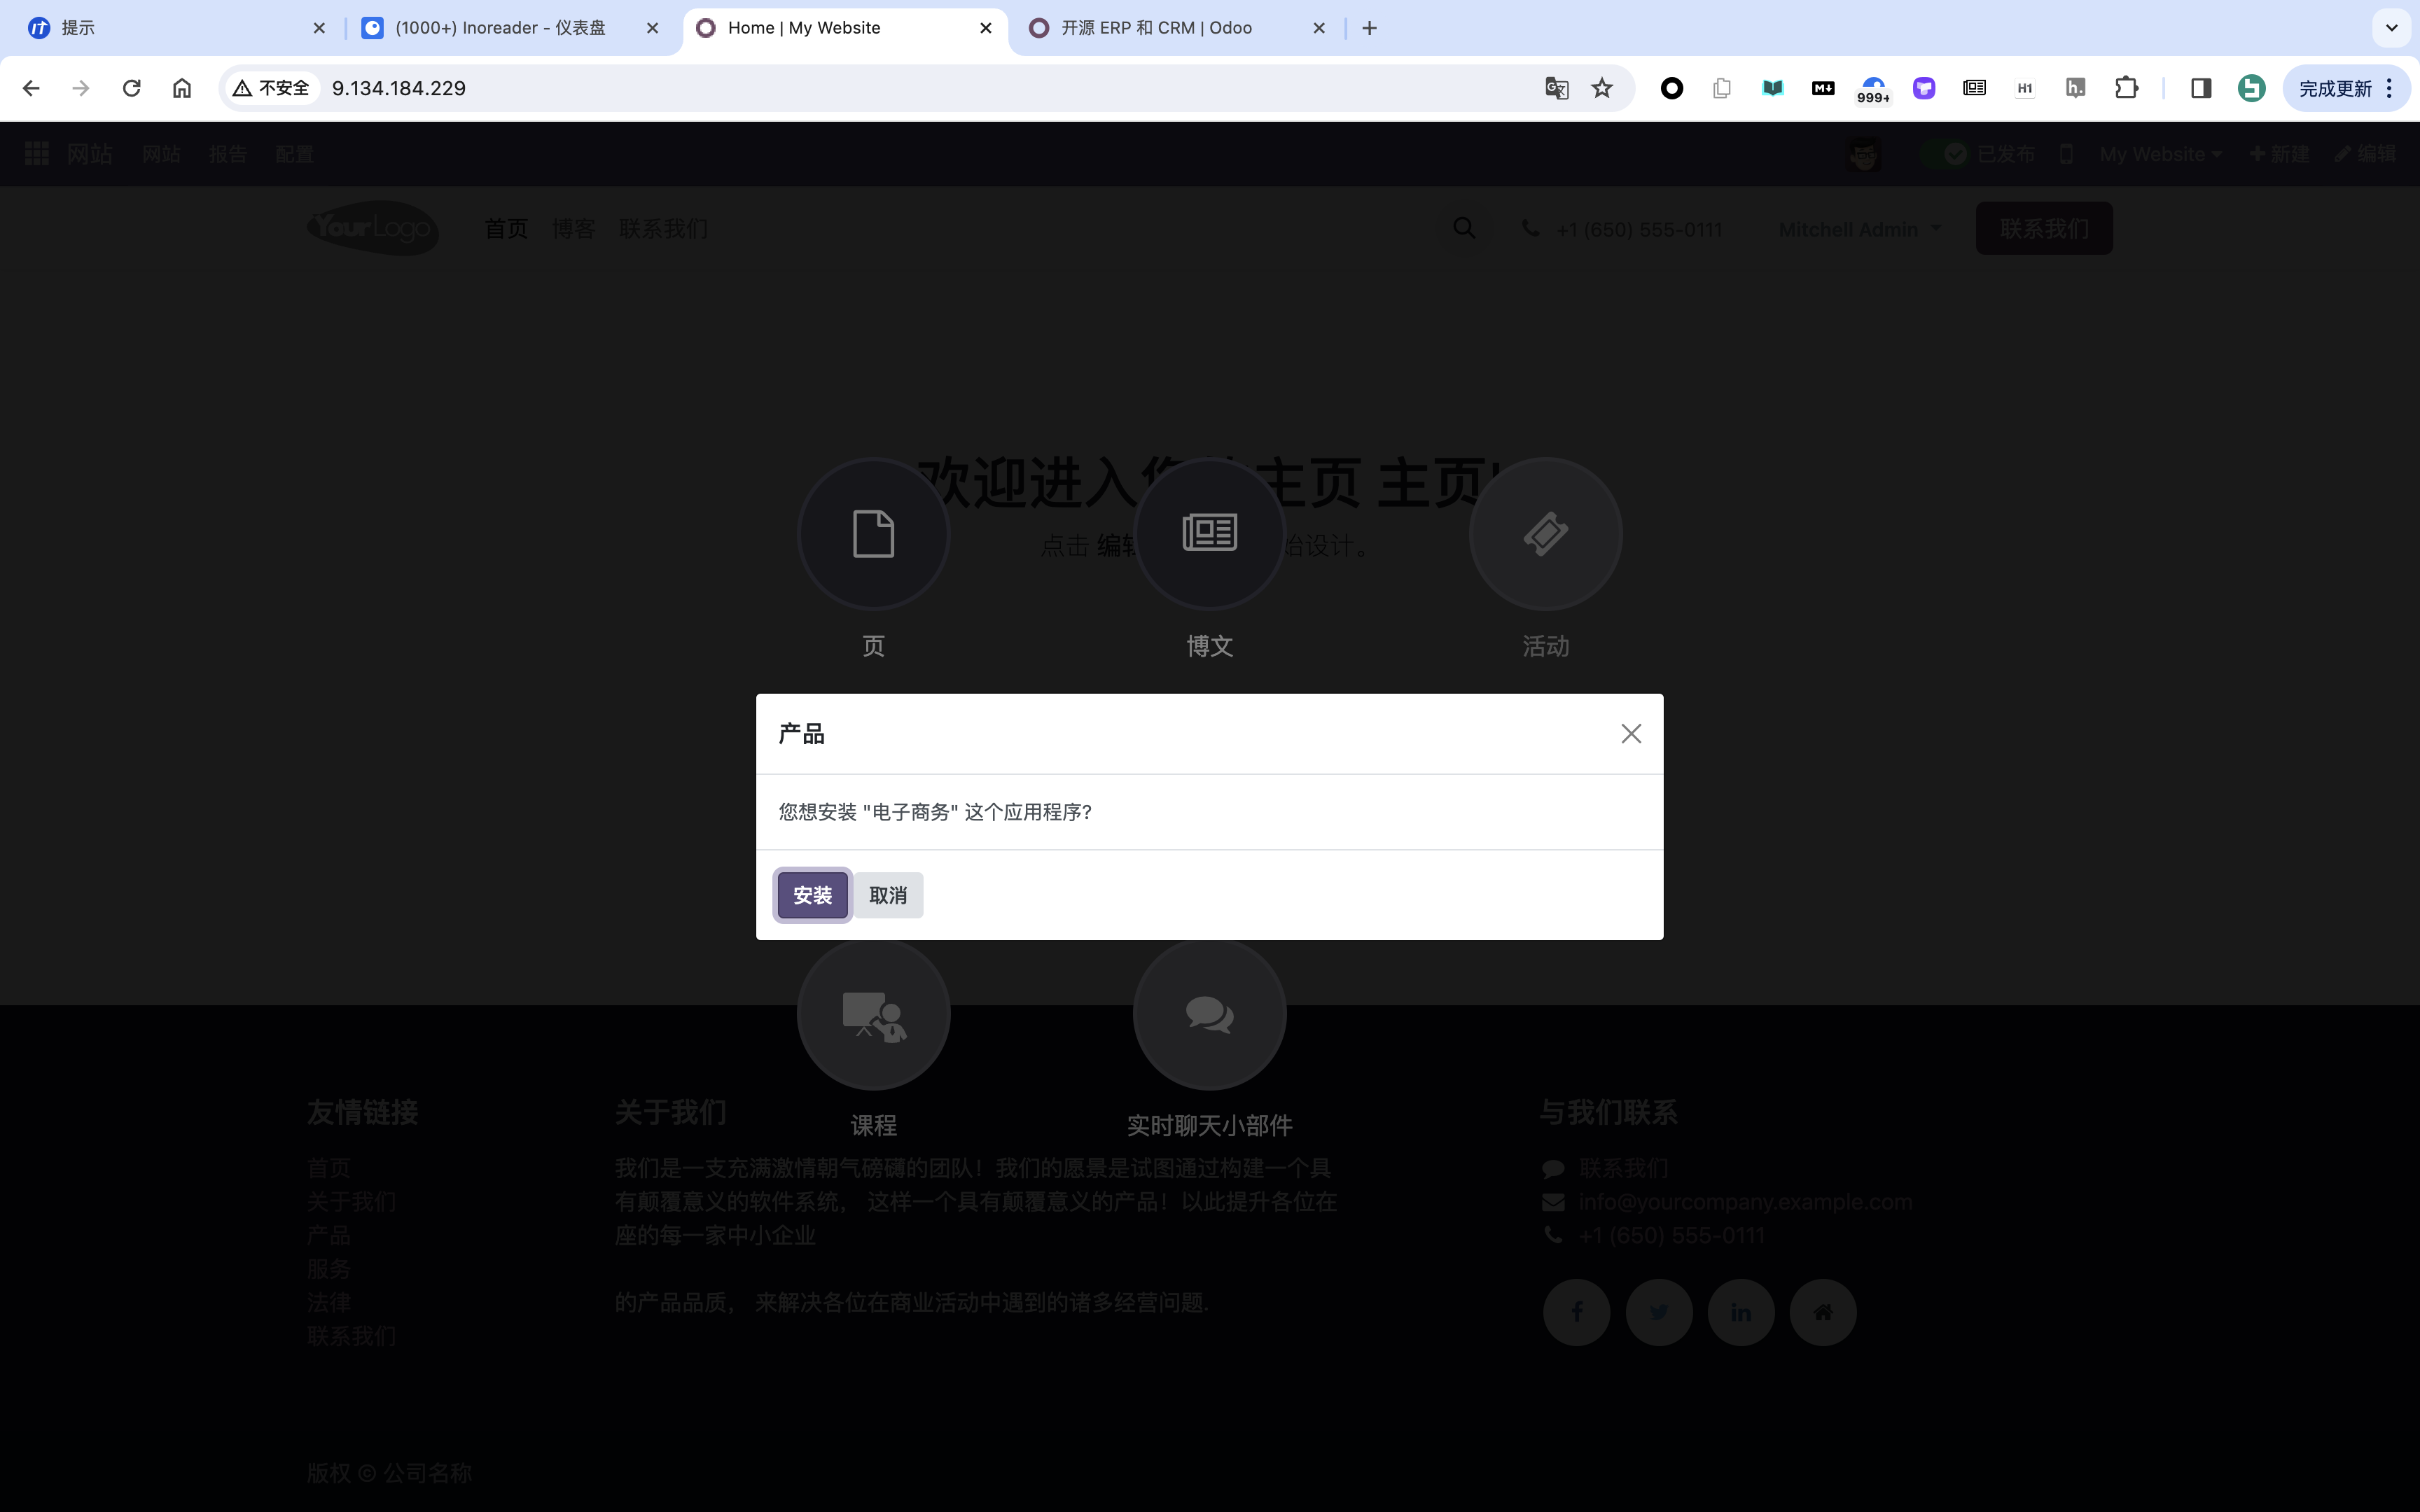 提示
(1000+) Inoreader - 仪表盘
Home | My Website
开源 ERP 和 CRM | Odoo
不安全
9.134.184.229
M↓
999+
H1
h.
完成更新
网站 网站 报告 配置
已发布 My Website 新建 编辑
YourLogo
首页 博客 联系我们
+1 (650) 555-0111
Mitchell Admin
联系我们
欢迎进入 主页 主页!
点击 编 始设计。
页
博文
活动
产品
您想安装 "电子商务" 这个应用程序?
安装
取消
课程
实时聊天小部件
友情链接
首页
关于我们
产品
服务
法律
联系我们
关于我们
我们是一支充满激情朝气磅礴的团队！我们的愿景是试图通过构建一个具
有颠覆意义的软件系统， 这样一个具有颠覆意义的产品！以此提升各位在
座的每一家中小企业
的产品品质， 来解决各位在商业活动中遇到的诸多经营问题.
与我们联系
联系我们
info@yourcompany.example.com
+1 (650) 555-0111
版权 © 公司名称